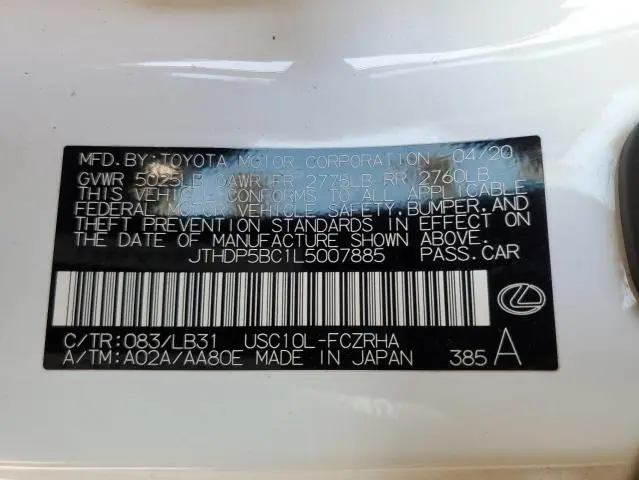 MFD. BY: TOYOTA MOTOR CORPORATION 04/20
GVWR 5025LB GAWR FR 2775LB RR 2760LB
THIS VEHICLE CONFORMS TO ALL APPLICABLE
FEDERAL MOTOR VEHICLE SAFETY, BUMPER, AND
THEFT PREVENTION STANDARDS IN EFFECT ON
THE DATE OF MANUFACTURE SHOWN ABOVE.
JTHDP5BC1L5007885 PASS.CAR
C/TR:083/LB31 USC10L-FCZRHA
A/TM:A02A/AA80E MADE IN JAPAN 385 A